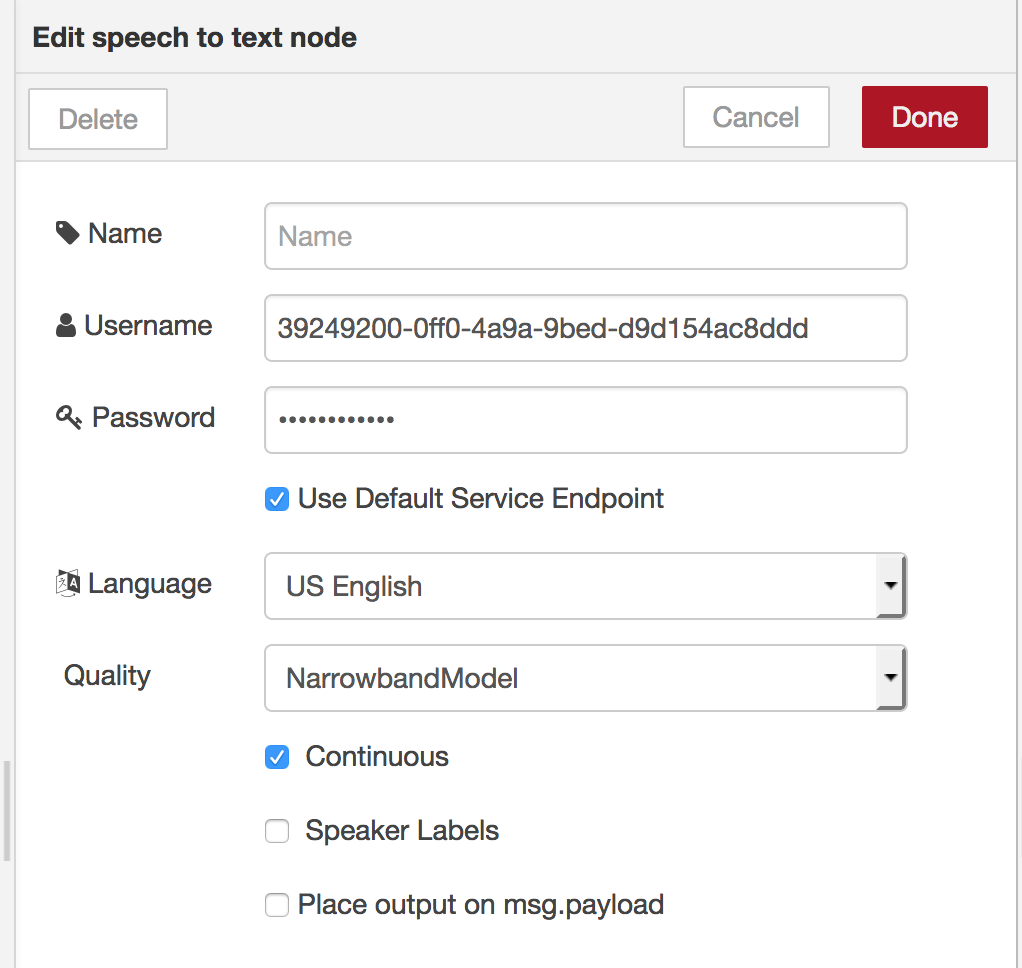 Edit speech to text node
Delete
Cancel
Done
Name
Name
Username
39249200-0ff0-4a9a-9bed-d9d154ac8ddd
Password
••••••••••••
Use Default Service Endpoint
Language
US English
Quality
NarrowbandModel
Continuous
Speaker Labels
Place output on msg.payload